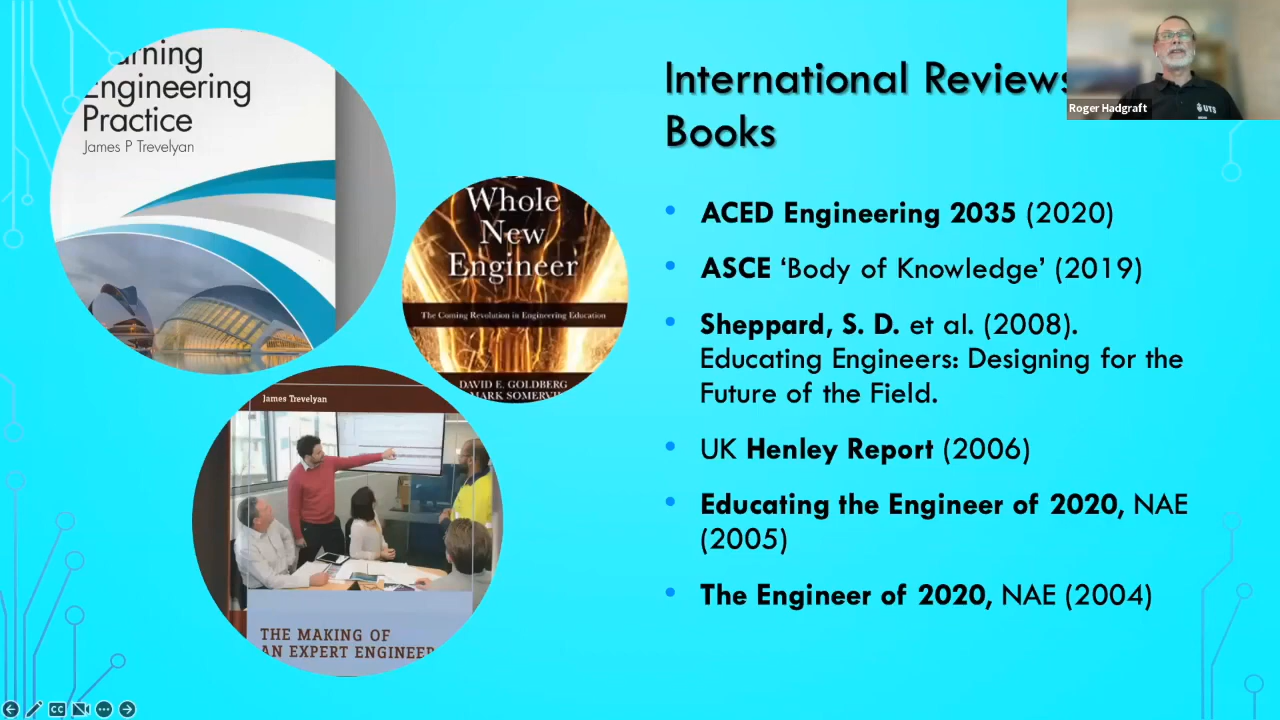 Engineering
Practice
James P Trevelyan
Whole
New
Engineer
The Coming Revolution in Engineering Education
DAVID E. GOLDBERG
MARK
James Trevelyan
THE MAKING OF
AN EXPERT ENGINEER
International Reviews
Books
• ACED Engineering 2035 (2020)
• ASCE ‘Body of Knowledge’ (2019)
• Sheppard, S. D. et al. (2008).
Educating Engineers: Designing for the
Future of the Field.
• UK Henley Report (2006)
• Educating the Engineer of 2020, NAE
(2005)
• The Engineer of 2020, NAE (2004)
Roger Hadgraft
UTS
CC